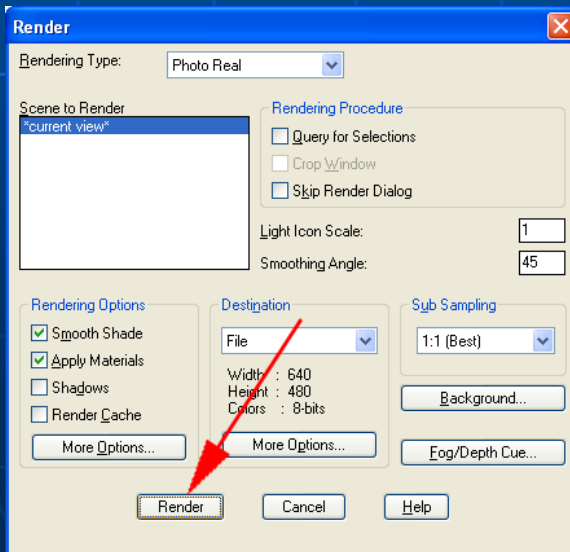 Render
Rendering Type:
Photo Real
Scene to Render
*current view*
Rendering Procedure
Query for Selections
Crop Window
Skip Render Dialog
Light Icon Scale:
1
Smoothing Angle:
45
Rendering Options
Smooth Shade
Apply Materials
Shadows
Render Cache
More Options...
Destination
File
Width : 640
Height : 480
Colors : 8-bits
More Options...
Sub Sampling
1:1 (Best)
Background...
Fog/Depth Cue...
Render
Cancel
Help